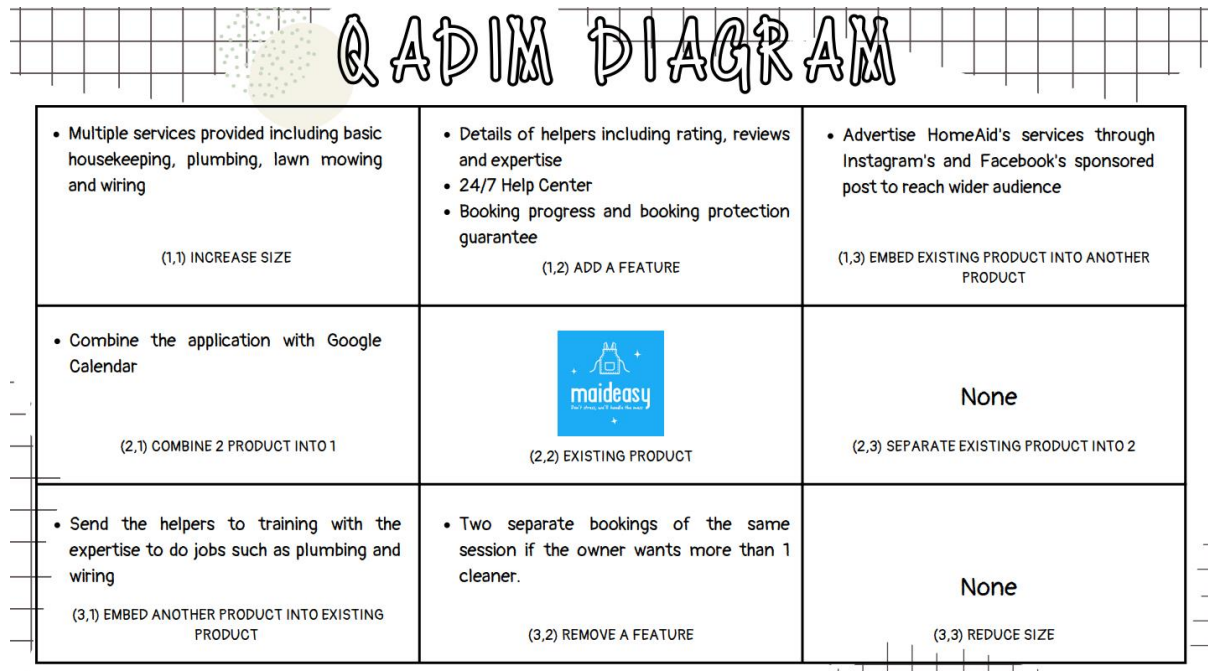 QADIM DIAGRAM
• Multiple services provided including basic
housekeeping, plumbing, lawn mowing
and wiring
(1,1) INCREASE SIZE
• Details of helpers including rating, reviews
and expertise
• 24/7 Help Center
• Booking progress and booking protection
guarantee
(1,2) ADD A FEATURE
• Advertise HomeAid's services through
Instagram's and Facebook's sponsored
post to reach wider audience
(1,3) EMBED EXISTING PRODUCT INTO ANOTHER
PRODUCT
• Combine the application with Google
Calendar
(2,1) COMBINE 2 PRODUCT INTO 1
maideasy
Don't stress, we'll handle the mess
(2,2) EXISTING PRODUCT
None
(2,3) SEPARATE EXISTING PRODUCT INTO 2
• Send the helpers to training with the
expertise to do jobs such as plumbing and
wiring
(3,1) EMBED ANOTHER PRODUCT INTO EXISTING
PRODUCT
• Two separate bookings of the same
session if the owner wants more than 1
cleaner.
(3,2) REMOVE A FEATURE
None
(3,3) REDUCE SIZE